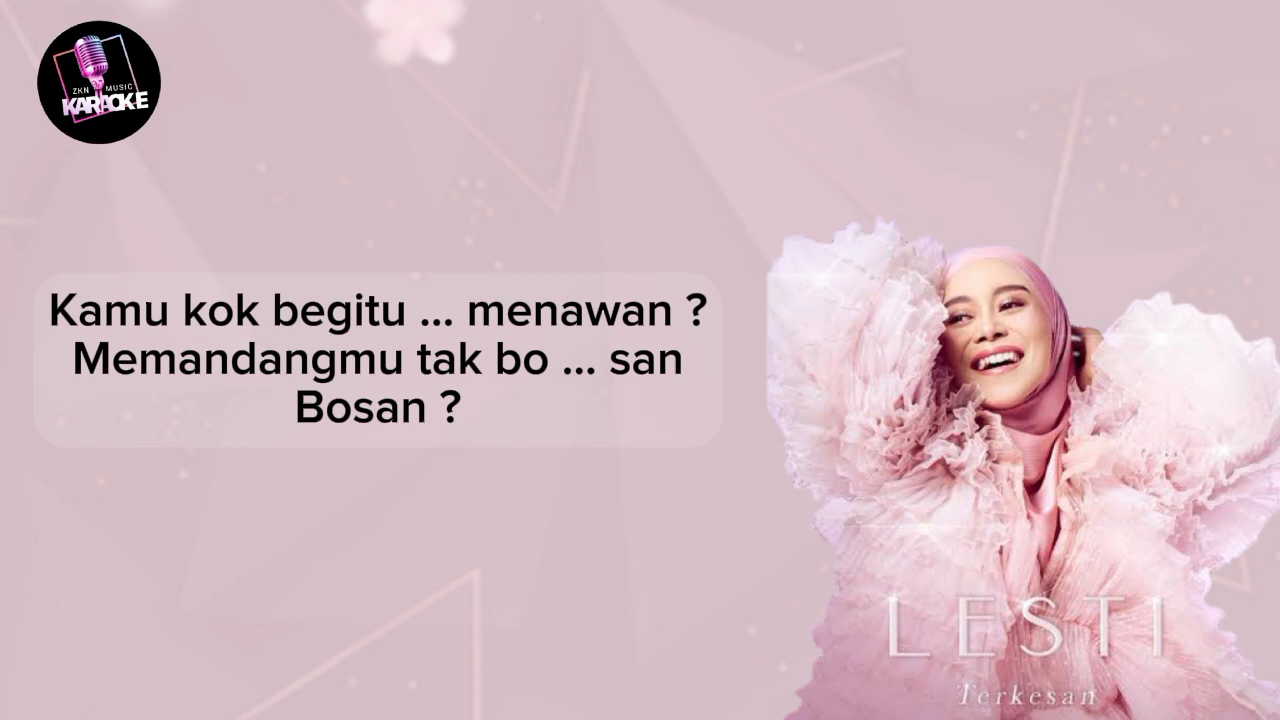 ZKN MUSIC
KARAOKE
Kamu kok begitu ... menawan ?
Memandangmu tak bo ... san
Bosan ?
LESTI
Terkesan